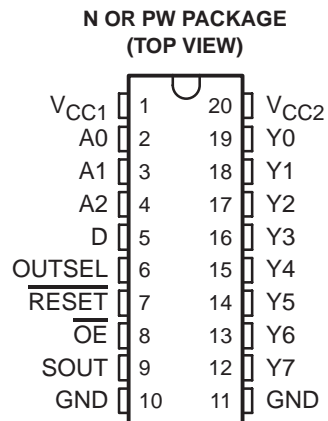 N OR PW PACKAGE
(TOP VIEW)
VCC1 1 20 VCC2
A0 2 19 Y0
A1 3 18 Y1
A2 4 17 Y2
D 5 16 Y3
OUTSEL 6 15 Y4
RESET 7 14 Y5
OE 8 13 Y6
SOUT 9 12 Y7
GND 10 11 GND